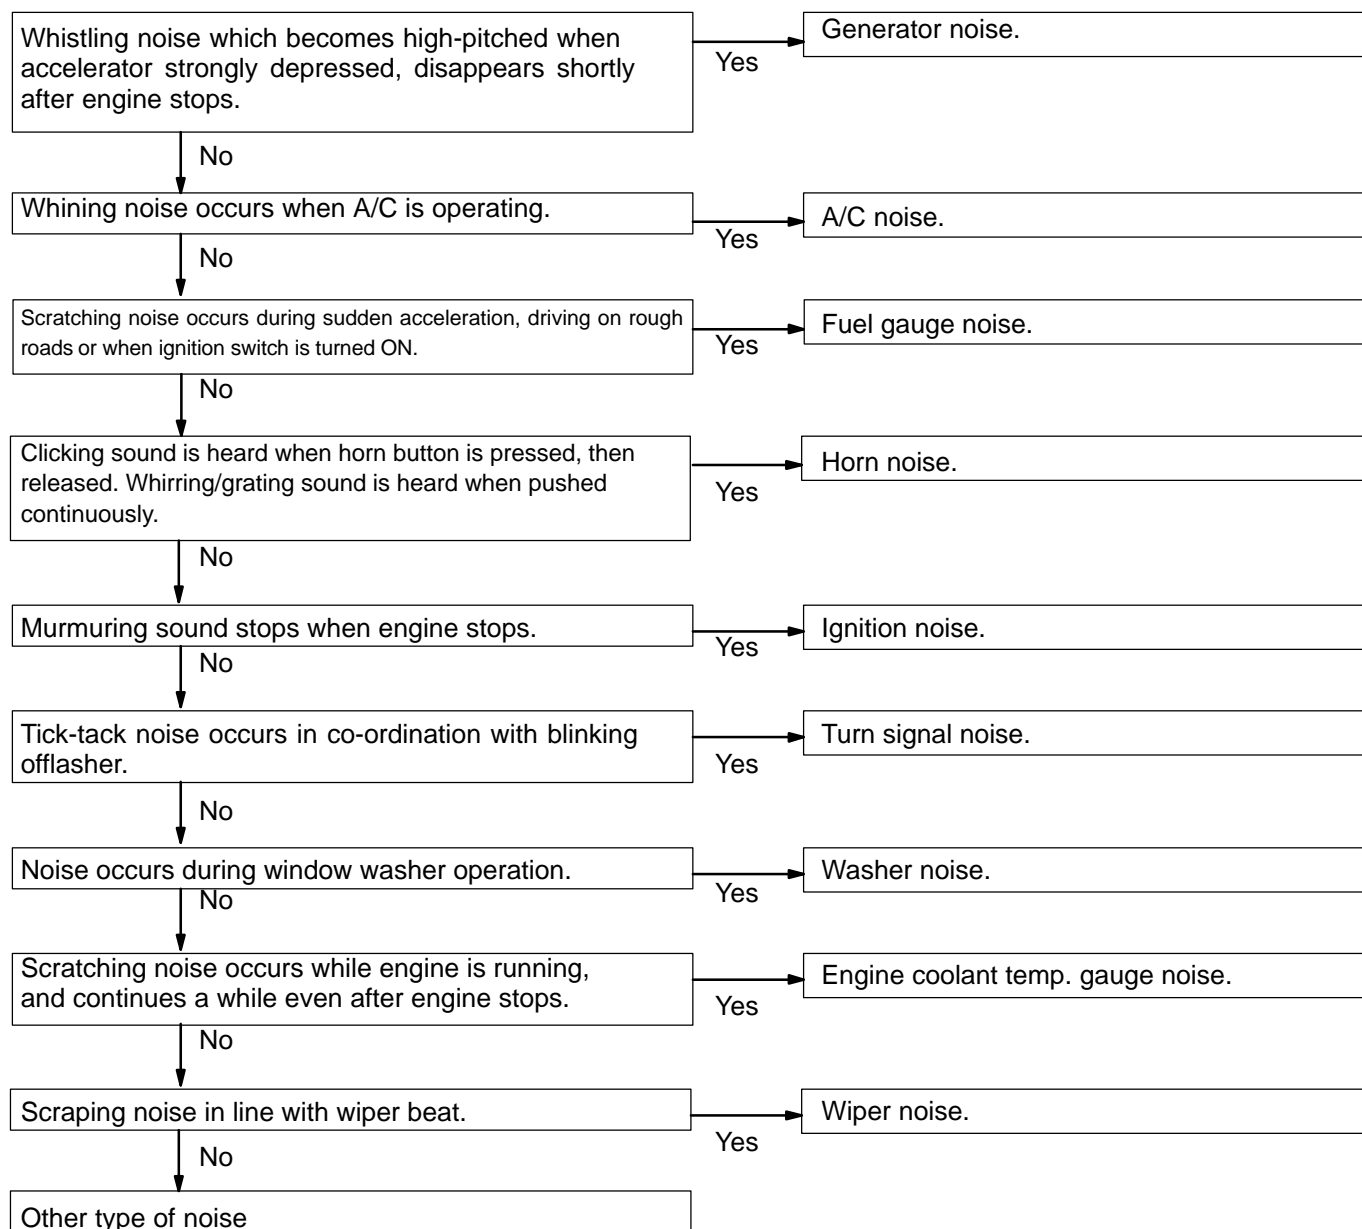 Whistling noise which becomes high-pitched when
accelerator strongly depressed, disappears shortly
after engine stops.
Yes
Generator noise.
No
Whining noise occurs when A/C is operating.
Yes
A/C noise.
No
Scratching noise occurs during sudden acceleration, driving on rough
roads or when ignition switch is turned ON.
Yes
Fuel gauge noise.
No
Clicking sound is heard when horn button is pressed, then
released. Whirring/grating sound is heard when pushed
continuously.
Yes
Horn noise.
No
Murmuring sound stops when engine stops.
Yes
Ignition noise.
No
Tick-tack noise occurs in co-ordination with blinking
offlasher.
Yes
Turn signal noise.
No
Noise occurs during window washer operation.
Yes
Washer noise.
No
Scratching noise occurs while engine is running,
and continues a while even after engine stops.
Yes
Engine coolant temp. gauge noise.
No
Scraping noise in line with wiper beat.
Yes
Wiper noise.
No
Other type of noise